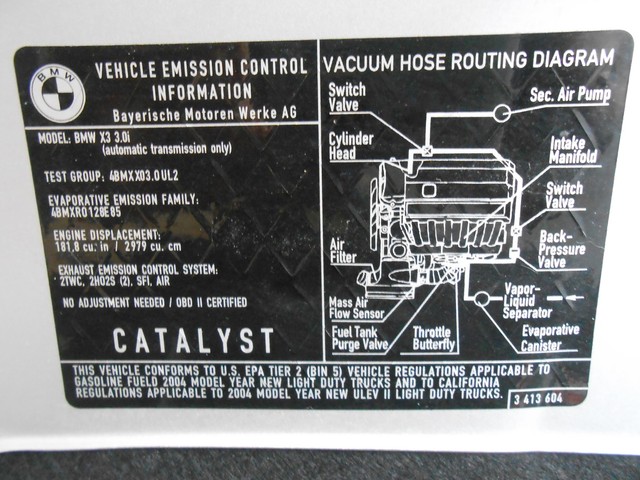 BMW
VEHICLE EMISSION CONTROL
INFORMATION
Bayerische Motoren Werke AG
MODEL: BMW X3 3.0i
(automatic transmission only)
TEST GROUP: 4BMXX03.0UL2
EVAPORATIVE EMISSION FAMILY:
4BMXR0128E85
ENGINE DISPLACEMENT:
181,8 cu. in / 2979 cu. cm
EXHAUST EMISSION CONTROL SYSTEM:
2TWC, 2HO2S (2), SFI, AIR
NO ADJUSTMENT NEEDED / OBD II CERTIFIED
CATALYST
VACUUM HOSE ROUTING DIAGRAM
Switch
Valve
Sec. Air Pump
Cylinder
Head
Intake
Manifold
Switch
Valve
Air
Filter
Back-
Pressure
Valve
Mass Air
Flow Sensor
Vapor-
Liquid
Separator
Fuel Tank
Purge Valve
Throttle
Butterfly
Evaporative
Canister
THIS VEHICLE CONFORMS TO U.S. EPA TIER 2 (BIN 5) VEHICLE REGULATIONS APPLICABLE TO
GASOLINE FUELD 2004 MODEL YEAR NEW LIGHT DUTY TRUCKS AND TO CALIFORNIA
REGULATIONS APPLICABLE TO 2004 MODEL YEAR NEW ULEV II LIGHT DUTY TRUCKS.
3 413 604